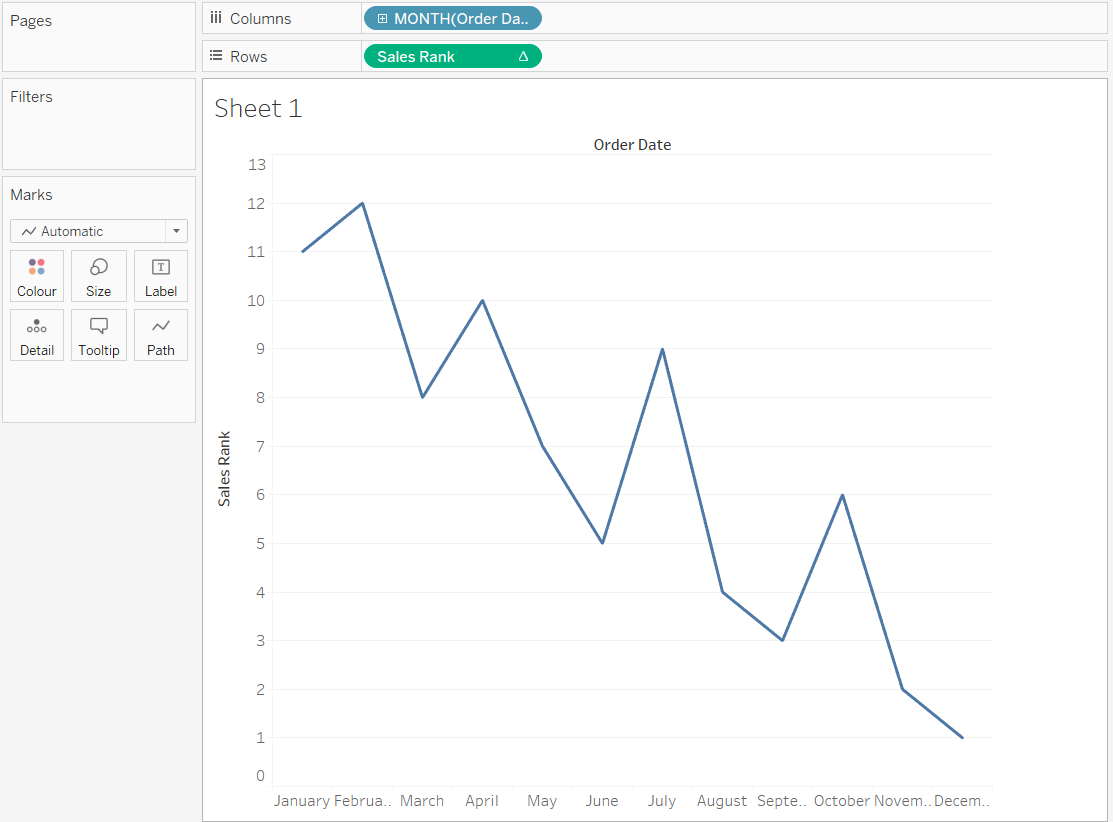 Pages
Columns
MONTH(Order Da..
Rows
Sales Rank
Filters
Marks
Automatic
Colour
Size
Label
Detail
Tooltip
Path
Sheet 1
Order Date
Sales Rank
13
12
11
10
9
8
7
6
5
4
3
2
1
0
January Februa.. March April May June July August Septe.. October Novem.. Decem..